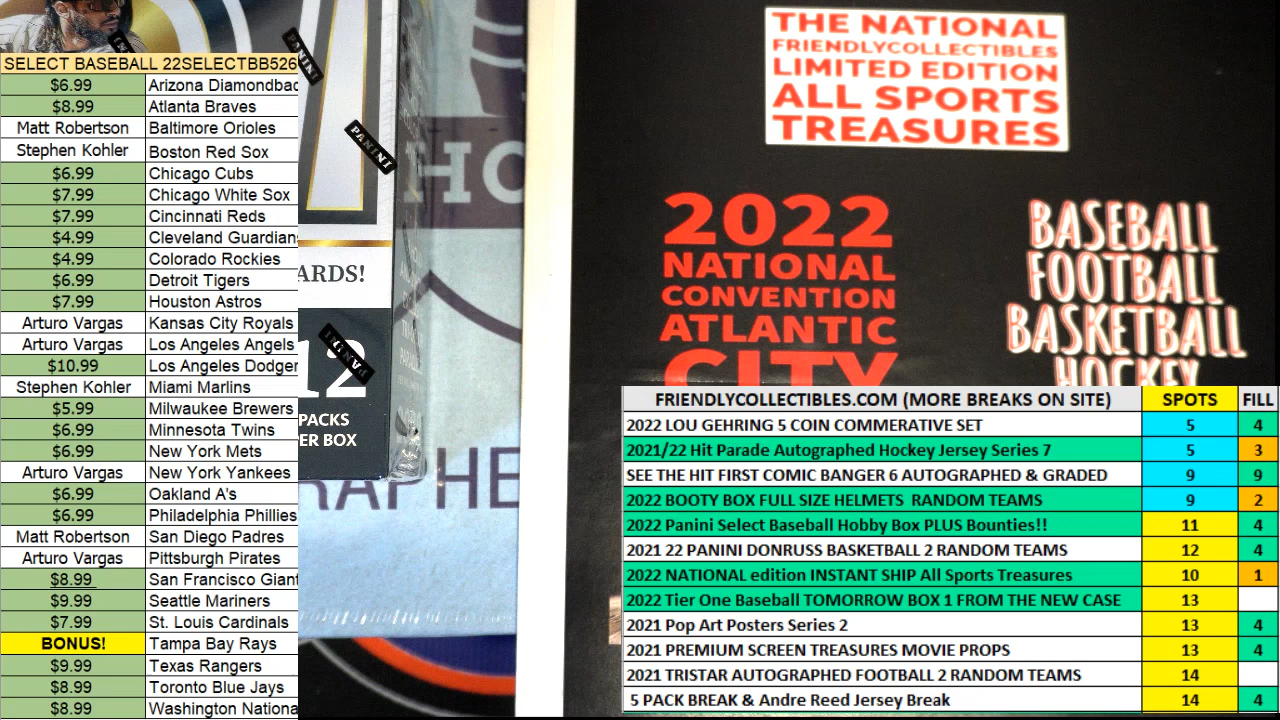 SELECT BASEBALL 22SELECTBB526
$6.99 Arizona Diamondbac
$8.99 Atlanta Braves
Matt Robertson Baltimore Orioles
Stephen Kohler Boston Red Sox
$6.99 Chicago Cubs
$7.99 Chicago White Sox
$7.99 Cincinnati Reds
$4.99 Cleveland Guardian
$4.99 Colorado Rockies
$6.99 Detroit Tigers
$7.99 Houston Astros
Arturo Vargas Kansas City Royals
Arturo Vargas Los Angeles Angels
$10.99 Los Angeles Dodger
Stephen Kohler Miami Marlins
$5.99 Milwaukee Brewers
$6.99 Minnesota Twins
$6.99 New York Mets
Arturo Vargas New York Yankees
$6.99 Oakland A's
$6.99 Philadelphia Phillies
Matt Robertson San Diego Padres
Arturo Vargas Pittsburgh Pirates
$8.99 San Francisco Giant
$9.99 Seattle Mariners
$7.99 St. Louis Cardinals
BONUS! Tampa Bay Rays
$9.99 Texas Rangers
$8.99 Toronto Blue Jays
$8.99 Washington Nationa
PANINI
PANINI
PANINI
ARDS!
12
PACKS
ER BOX
HO
RAPHE
THE NATIONAL
FRIENDLYCOLLECTIBLES
LIMITED EDITION
ALL SPORTS
TREASURES
2022
NATIONAL
CONVENTION
ATLANTIC
CITY
BASEBALL
FOOTBALL
BASKETBALL
HOCKEY
FRIENDLYCOLLECTIBLES.COM (MORE BREAKS ON SITE) SPOTS FILL
2022 LOU GEHRING 5 COIN COMMERATIVE SET 5 4
2021/22 Hit Parade Autographed Hockey Jersey Series 7 5 3
SEE THE HIT FIRST COMIC BANGER 6 AUTOGRAPHED & GRADED 9 9
2022 BOOTY BOX FULL SIZE HELMETS RANDOM TEAMS 9 2
2022 Panini Select Baseball Hobby Box PLUS Bounties!! 11 4
2021 22 PANINI DONRUSS BASKETBALL 2 RANDOM TEAMS 12 4
2022 NATIONAL edition INSTANT SHIP All Sports Treasures 10 1
2022 Tier One Baseball TOMORROW BOX 1 FROM THE NEW CASE 13
2021 Pop Art Posters Series 2 13 4
2021 PREMIUM SCREEN TREASURES MOVIE PROPS 13 4
2021 TRISTAR AUTOGRAPHED FOOTBALL 2 RANDOM TEAMS 14
5 PACK BREAK & Andre Reed Jersey Break 14 4